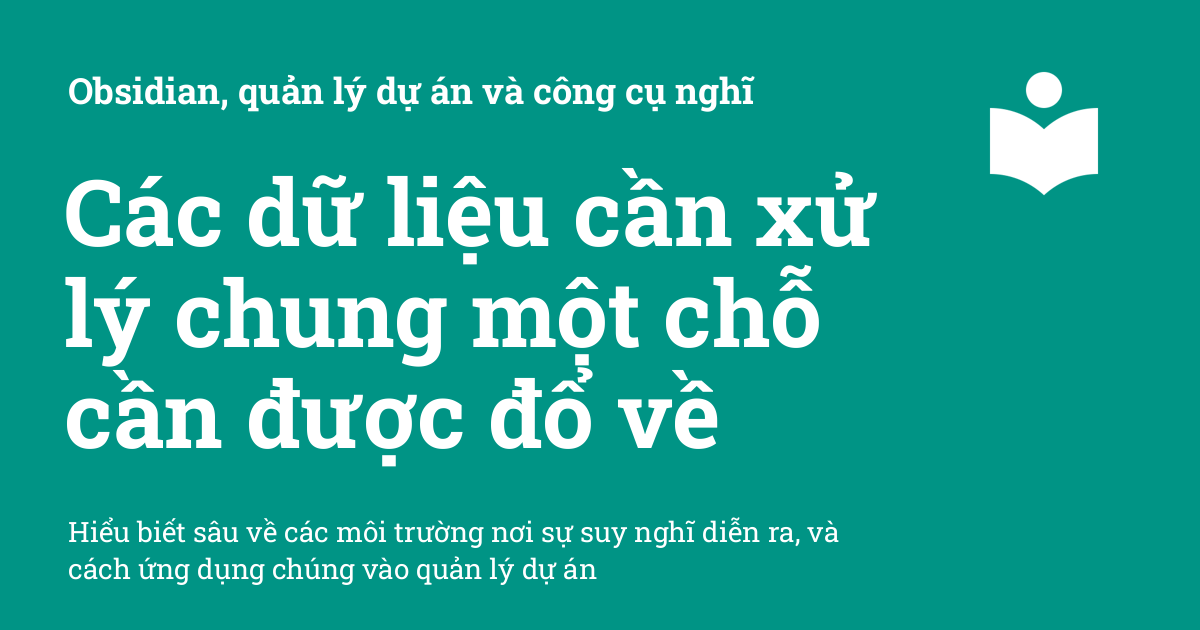 Obsidian, quản lý dự án và công cụ nghĩ
Các dữ liệu cần xử
lý chung một chỗ
cần được đổ về
Hiểu biết sâu về các môi trường nơi sự suy nghĩ diễn ra, và
cách ứng dụng chúng vào quản lý dự án